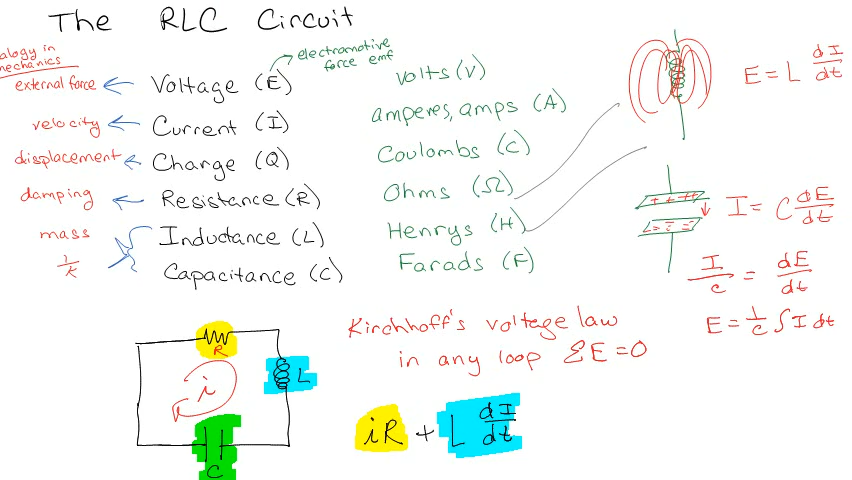 The RLC Circuit
alogy in
mechanics
electromotive
force emf
external force Voltage (E) Volts (V)
velocity Current (I) amperes, amps (A)
displacement Charge (Q) Coulombs (C)
damping Resistance (R) Ohms (Ω)
mass Inductance (L) Henrys (H)
1/k Capacitance (C) Farads (F)
E = L dI/dt
+ + ++
I = C dE/dt
I/c = dE/dt
E = 1/c ∫ I dt
Kirchhoff's voltage law
in any loop ΣE = 0
R
L
i
C
iR + L dI/dt